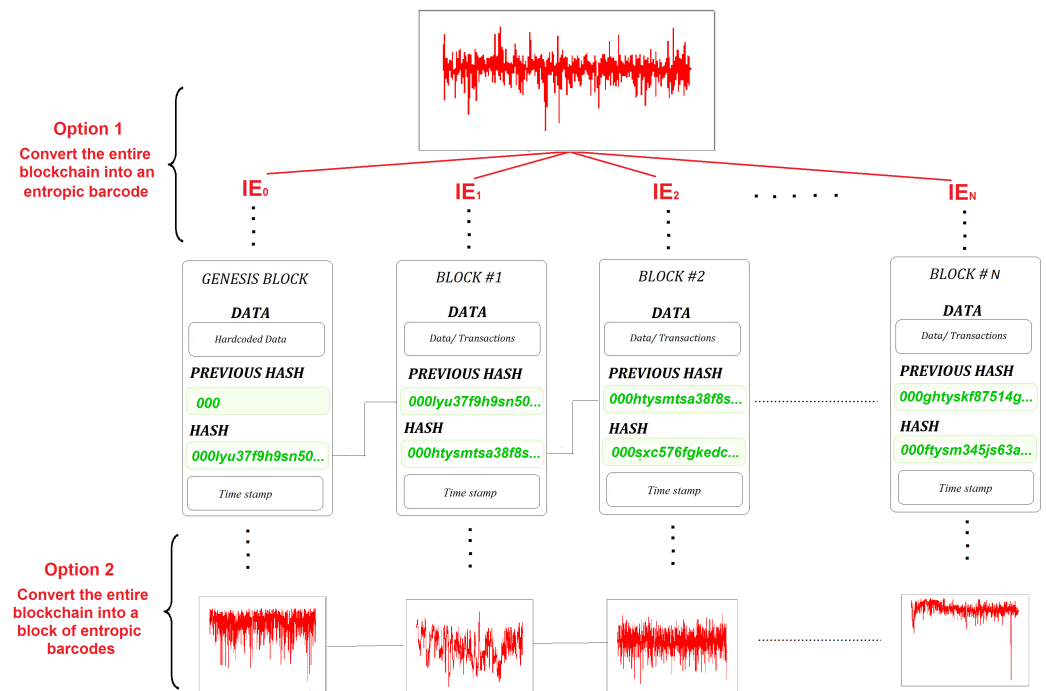 Option 1
Convert the entire
blockchain into an
entropic barcode
IE0
IE1
IE2
IEN
GENESIS BLOCK
DATA
Hardcoded Data
PREVIOUS HASH
000
HASH
000lyu37f9h9sn50...
Time stamp
BLOCK #1
DATA
Data/ Transactions
PREVIOUS HASH
000lyu37f9h9sn50...
HASH
000htysmtsa38f8s...
Time stamp
BLOCK #2
DATA
Data/ Transactions
PREVIOUS HASH
000htysmtsa38f8s...
HASH
000sxc576fgkedc...
Time stamp
BLOCK # N
DATA
Data/ Transactions
PREVIOUS HASH
000ghtyskf87514g...
HASH
000ftysm345js63a...
Time stamp
Option 2
Convert the entire
blockchain into a
block of entropic
barcodes